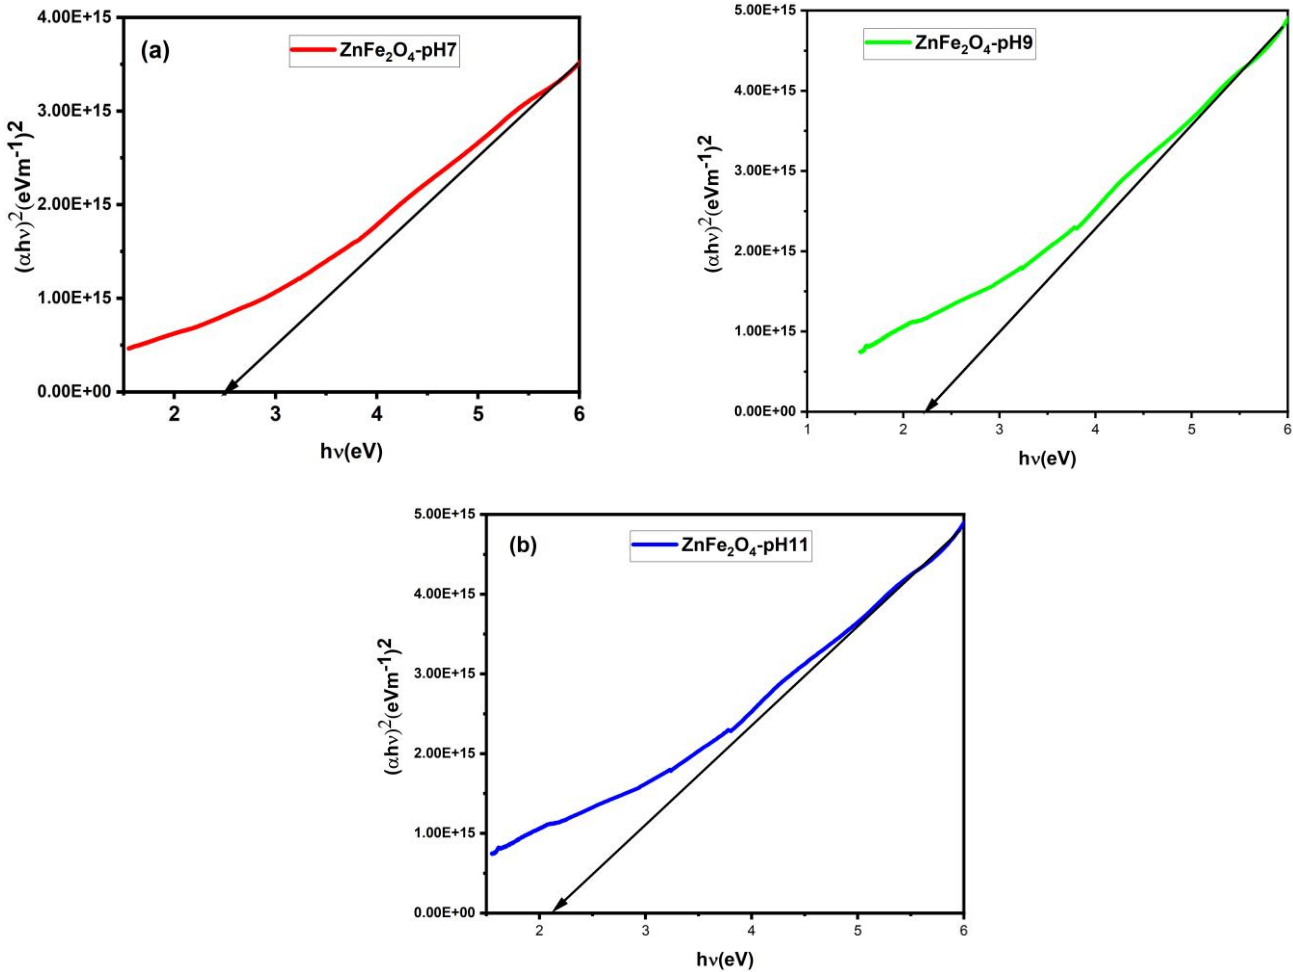 (a)
ZnFe₂O₄-pH7
4.00E+15
3.00E+15
2.00E+15
1.00E+15
0.00E+00
(αhν)²(eVm⁻¹)2
2 3 4 5 6
hν(eV)
ZnFe₂O₄-pH9
5.00E+15
4.00E+15
3.00E+15
2.00E+15
1.00E+15
0.00E+00
(αhν)²(eVm⁻¹)2
1 2 3 4 5 6
hν(eV)
(b)
ZnFe₂O₄-pH11
5.00E+15
4.00E+15
3.00E+15
2.00E+15
1.00E+15
0.00E+00
(αhν)²(eVm⁻¹)2
2 3 4 5 6
hν(eV)